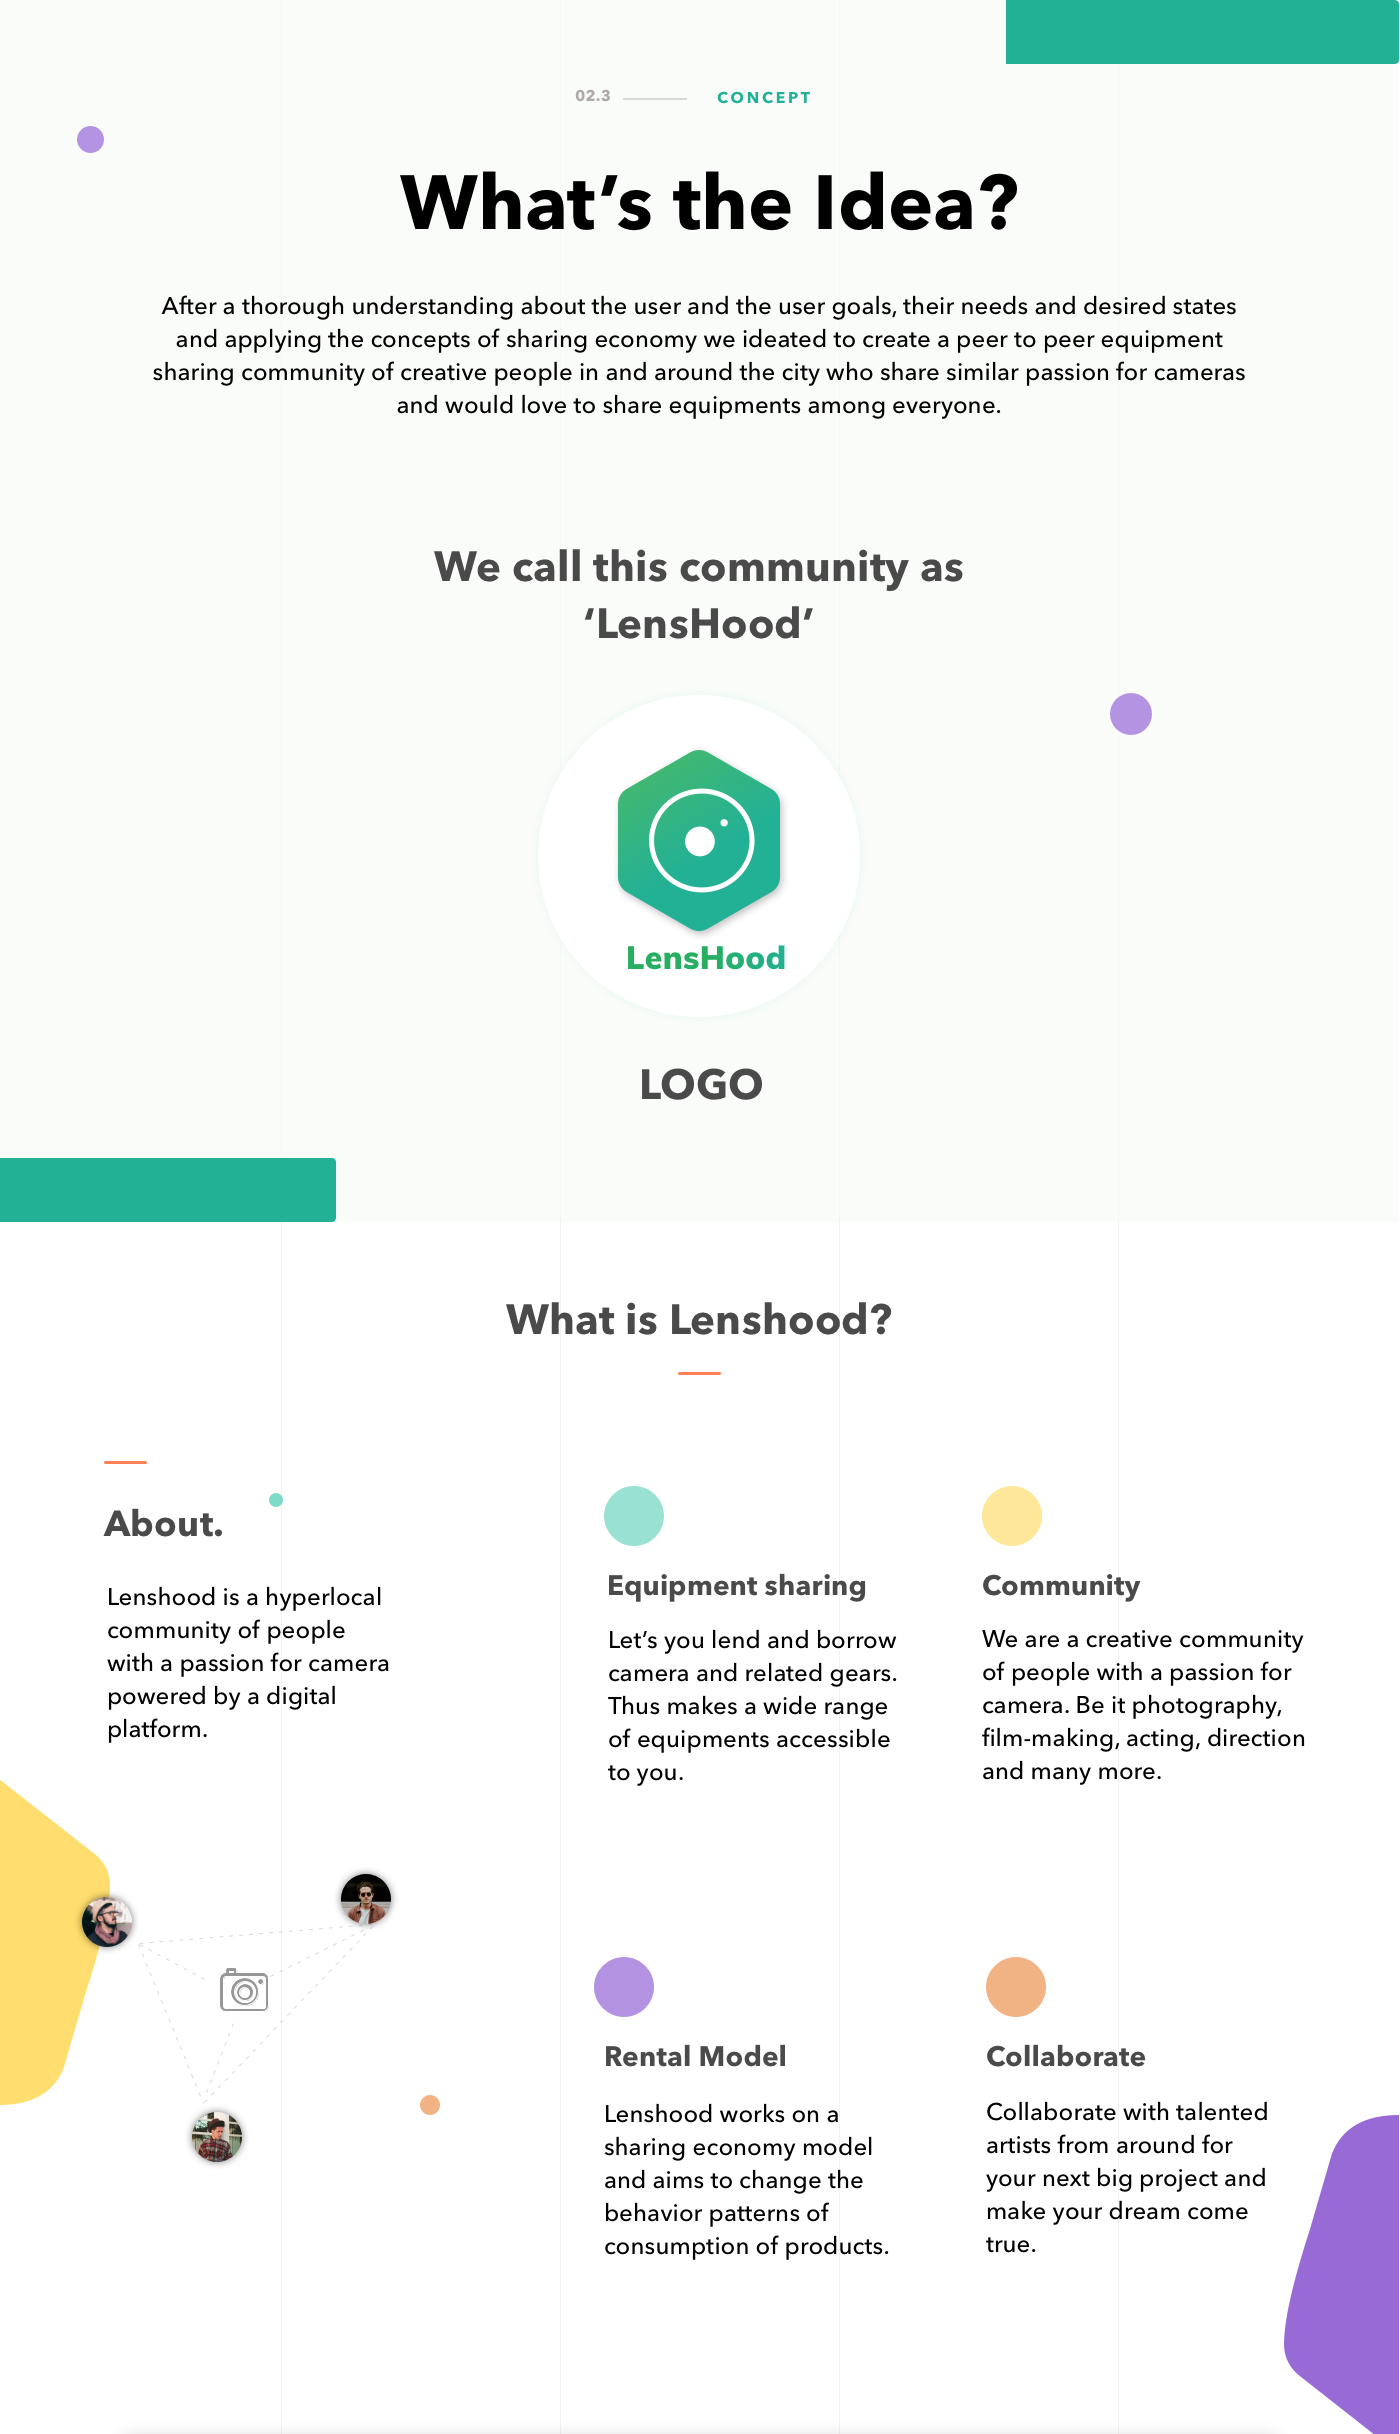 02.3
CONCEPT
What’s the Idea?
After a thorough understanding about the user and the user goals, their needs and desired states
and applying the concepts of sharing economy we ideated to create a peer to peer equipment
sharing community of creative people in and around the city who share similar passion for cameras
and would love to share equipments among everyone.
We call this community as
‘LensHood’
LensHood
LOGO
What is Lenshood?
About.
Lenshood is a hyperlocal
community of people
with a passion for camera
powered by a digital
platform.
Equipment sharing
Let’s you lend and borrow
camera and related gears.
Thus makes a wide range
of equipments accessible
to you.
Community
We are a creative community
of people with a passion for
camera. Be it photography,
film-making, acting, direction
and many more.
Rental Model
Lenshood works on a
sharing economy model
and aims to change the
behavior patterns of
consumption of products.
Collaborate
Collaborate with talented
artists from around for
your next big project and
make your dream come
true.